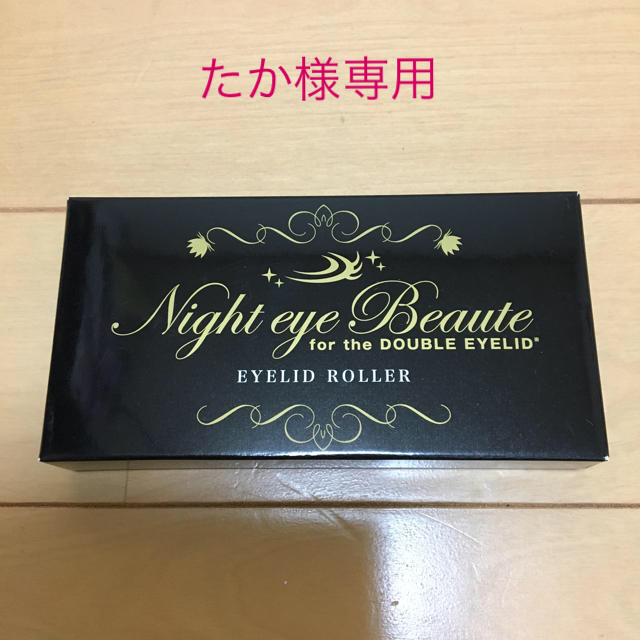 たか様専用
Night eye Beaute
for the DOUBLE EYELID®
EYELID ROLLER